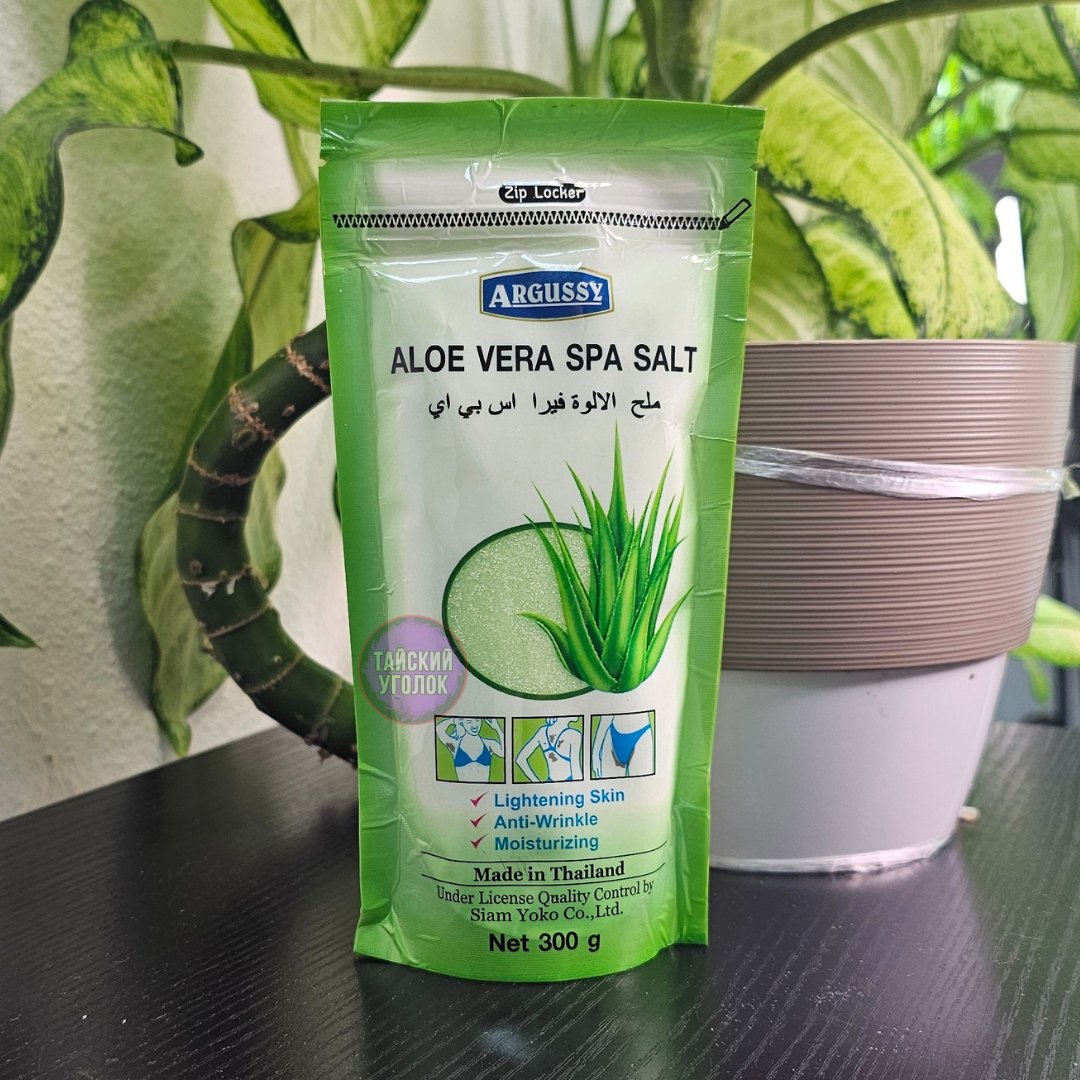 Zip Locker
ARGUSSY
ALOE VERA SPA SALT
ملح الالوة فيرا اس بي اي
ТАЙСКИЙ
УГОЛОК
Lightening Skin
Anti-Wrinkle
Moisturizing
Made in Thailand
Under License Quality Control by
Siam Yoko Co.,Ltd.
Net 300 g